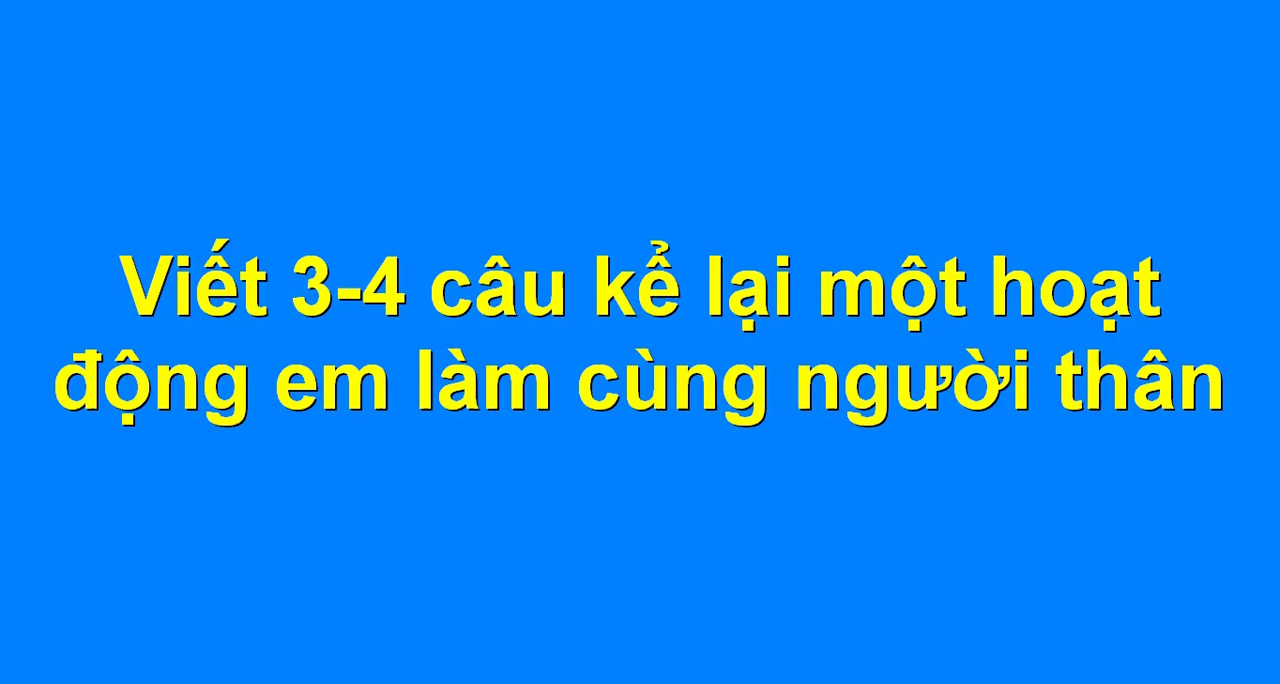 Viết 3-4 câu kể lại một hoạt
động em làm cùng người thân